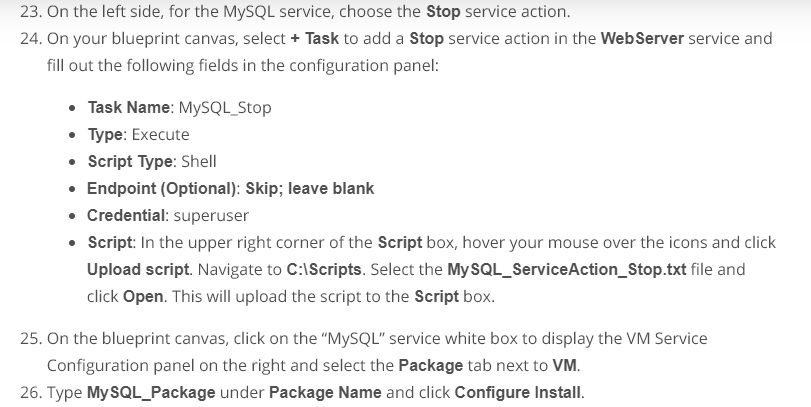 23. On the left side, for the MySQL service, choose the Stop service action.
24. On your blueprint canvas, select + Task to add a Stop service action in the WebServer service and
fill out the following fields in the configuration panel:
• Task Name: MySQL_Stop
• Type: Execute
• Script Type: Shell
• Endpoint (Optional): Skip; leave blank
• Credential: superuser
• Script: In the upper right corner of the Script box, hover your mouse over the icons and click
Upload script. Navigate to C:\Scripts. Select the MySQL_ServiceAction_Stop.txt file and
click Open. This will upload the script to the Script box.
25. On the blueprint canvas, click on the “MySQL” service white box to display the VM Service
Configuration panel on the right and select the Package tab next to VM.
26. Type MySQL_Package under Package Name and click Configure Install.